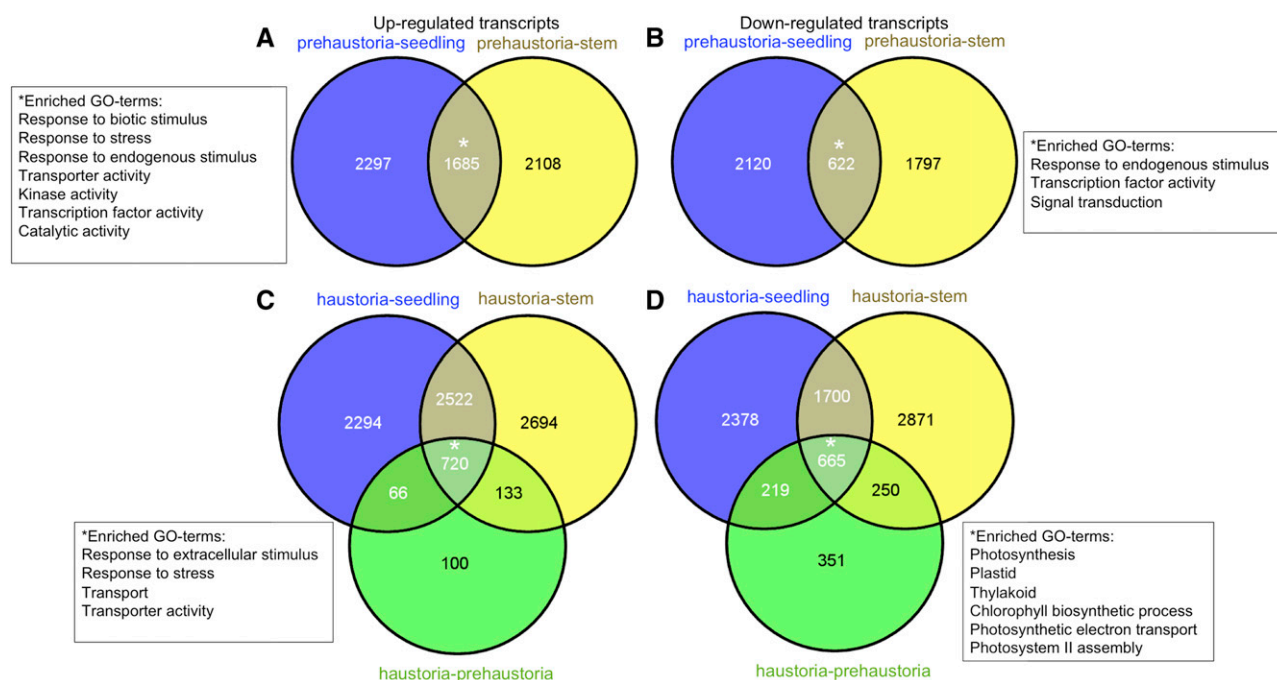 Up-regulated transcripts
Down-regulated transcripts
A
prehaustoria-seedling
prehaustoria-stem
B
prehaustoria-seedling
prehaustoria-stem
*Enriched GO-terms:
Response to biotic stimulus
Response to stress
Response to endogenous stimulus
Transporter activity
Kinase activity
Transcription factor activity
Catalytic activity
2297
*
1685
2108
2120
*
622
1797
*Enriched GO-terms:
Response to endogenous stimulus
Transcription factor activity
Signal transduction
C
haustoria-seedling
haustoria-stem
D
haustoria-seedling
haustoria-stem
2294
2522
2694
*
720
66
133
100
haustoria-prehaustoria
*Enriched GO-terms:
Response to extracellular stimulus
Response to stress
Transport
Transporter activity
2378
1700
2871
*
665
219
250
351
haustoria-prehaustoria
*Enriched GO-terms:
Photosynthesis
Plastid
Thylakoid
Chlorophyll biosynthetic process
Photosynthetic electron transport
Photosystem II assembly